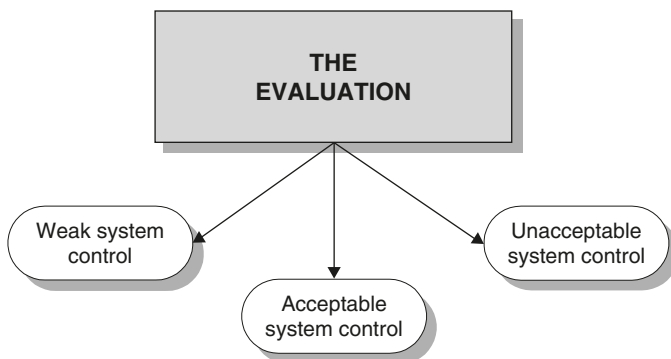 THE
EVALUATION
Weak system
control
Acceptable
system control
Unacceptable
system control